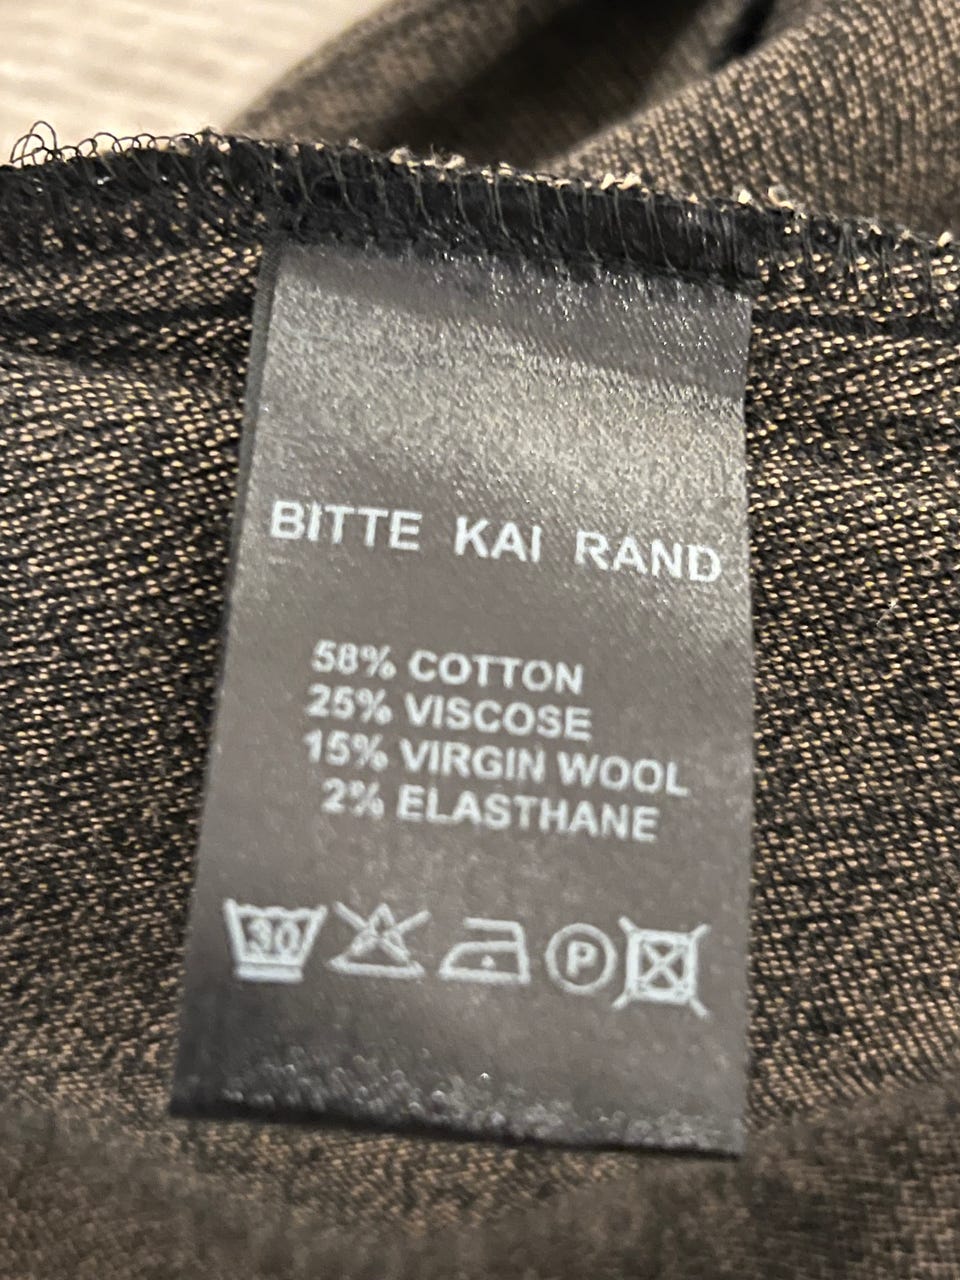 BITTE KAI RAND
58% COTTON
25% VISCOSE
15% VIRGIN WOOL
2% ELASTHANE
30 P